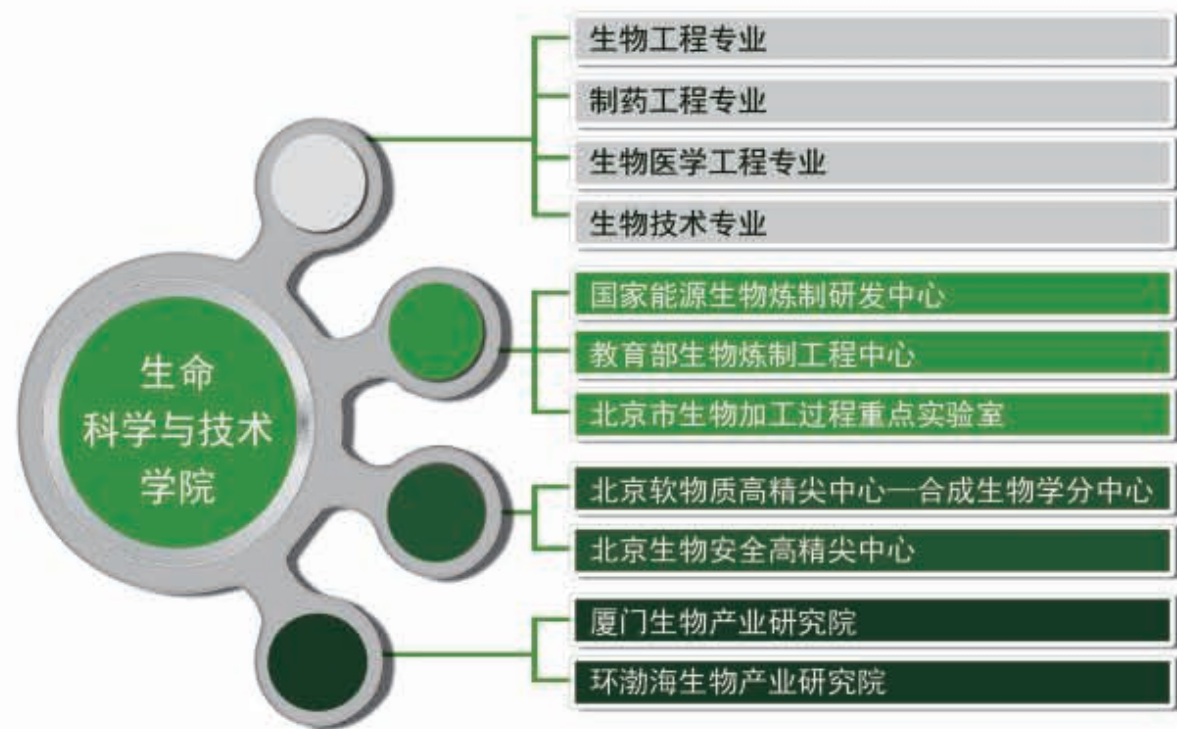 生命
科学与技术
学院
生物工程专业
制药工程专业
生物医学工程专业
生物技术专业
国家能源生物炼制研发中心
教育部生物炼制工程中心
北京市生物加工过程重点实验室
北京软物质高精尖中心—合成生物学分中心
北京生物安全高精尖中心
厦门生物产业研究院
环渤海生物产业研究院